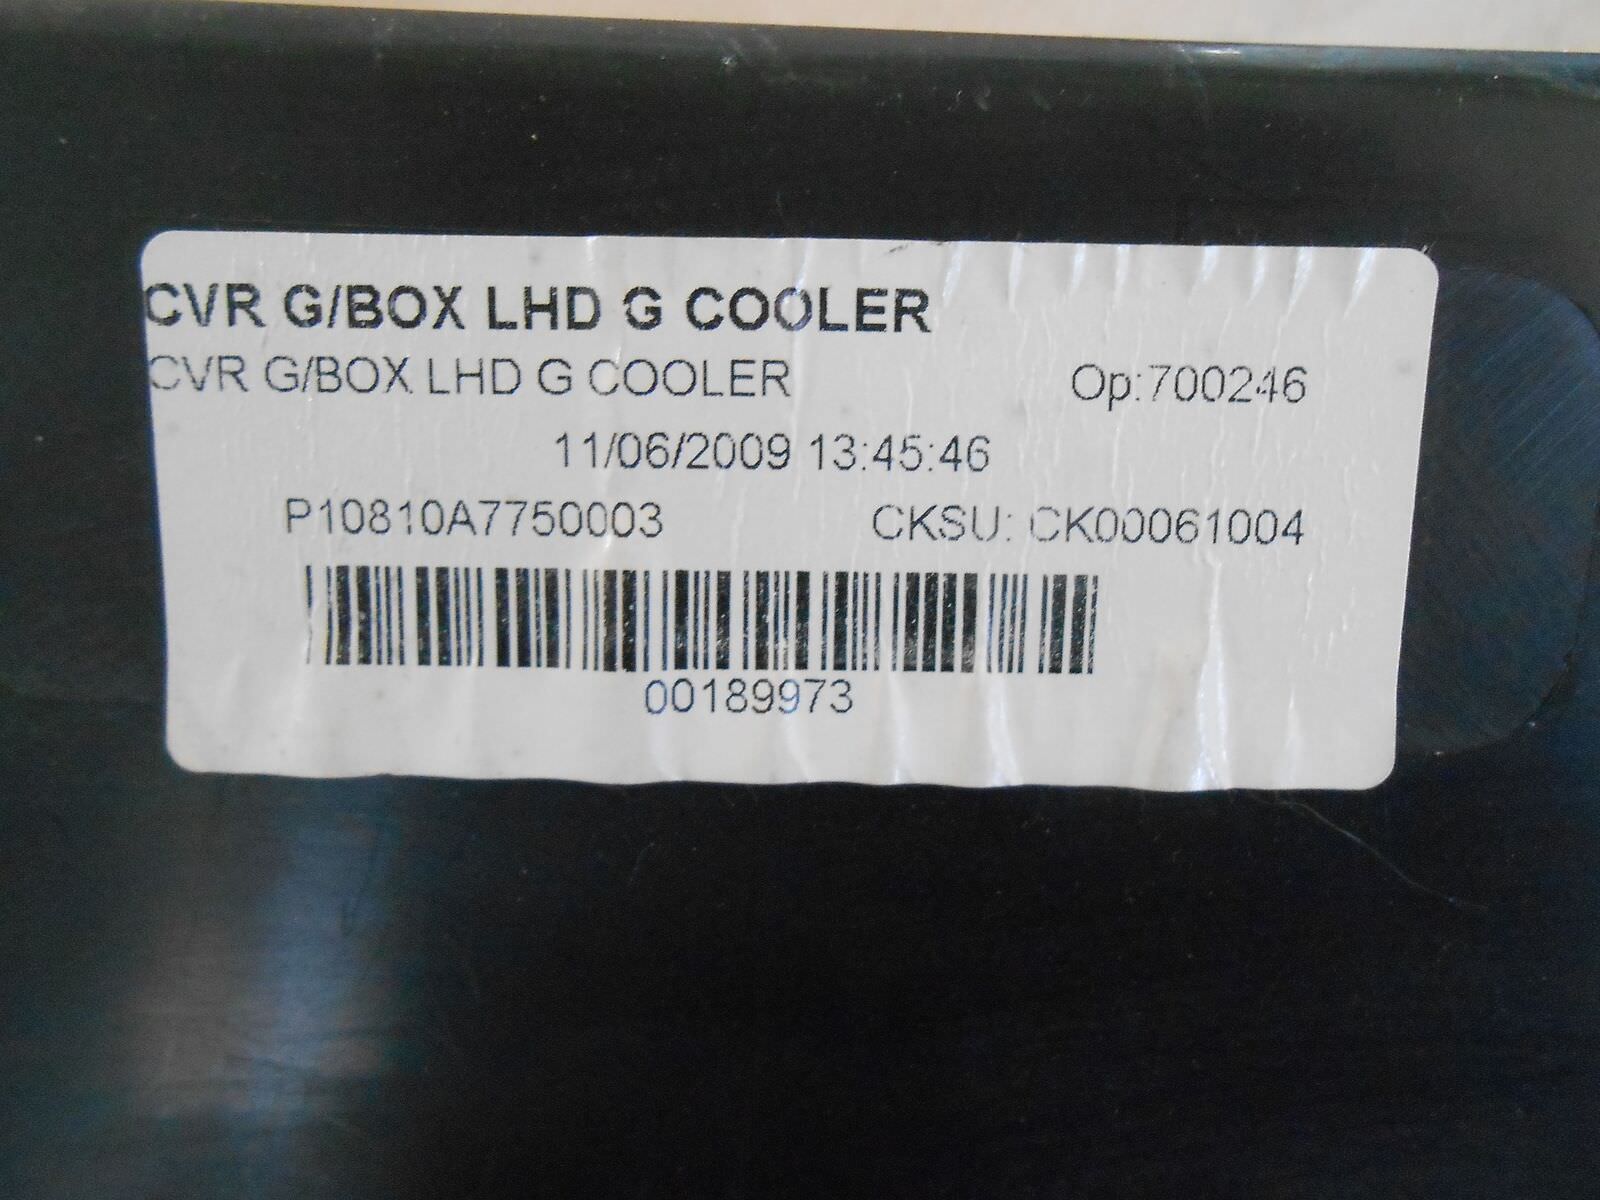 CVR G/BOX LHD G COOLER
CVR G/BOX LHD G COOLER Op:700246
11/06/2009 13:45:46
P10810A7750003 CKSU: CK00061004
00189973